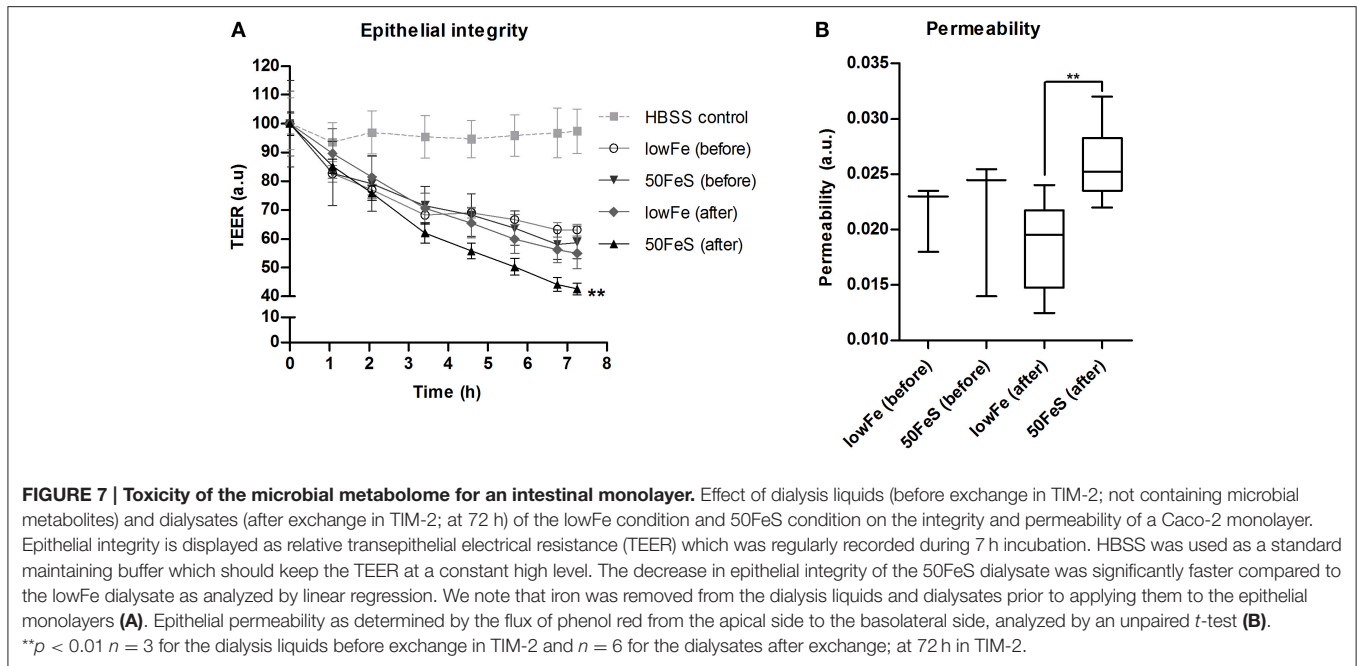 A Epithelial integrity
TEER (a.u)
120
110
100
90
80
70
60
50
40
10
0
0 1 2 3 4 5 6 7 8
Time (h)
HBSS control
lowFe (before)
50FeS (before)
lowFe (after)
50FeS (after)
**
B Permeability
Permeability (a.u.)
0.035
0.030
0.025
0.020
0.015
0.010
**
lowFe (before)
50FeS (before)
lowFe (after)
50FeS (after)
FIGURE 7 | Toxicity of the microbial metabolome for an intestinal monolayer. Effect of dialysis liquids (before exchange in TIM-2; not containing microbial
metabolites) and dialysates (after exchange in TIM-2; at 72 h) of the lowFe condition and 50FeS condition on the integrity and permeability of a Caco-2 monolayer.
Epithelial integrity is displayed as relative transepithelial electrical resistance (TEER) which was regularly recorded during 7 h incubation. HBSS was used as a standard
maintaining buffer which should keep the TEER at a constant high level. The decrease in epithelial integrity of the 50FeS dialysate was significantly faster compared to
the lowFe dialysate as analyzed by linear regression. We note that iron was removed from the dialysis liquids and dialysates prior to applying them to the epithelial
monolayers (A). Epithelial permeability as determined by the flux of phenol red from the apical side to the basolateral side, analyzed by an unpaired t-test (B).
**p < 0.01 n = 3 for the dialysis liquids before exchange in TIM-2 and n = 6 for the dialysates after exchange; at 72 h in TIM-2.